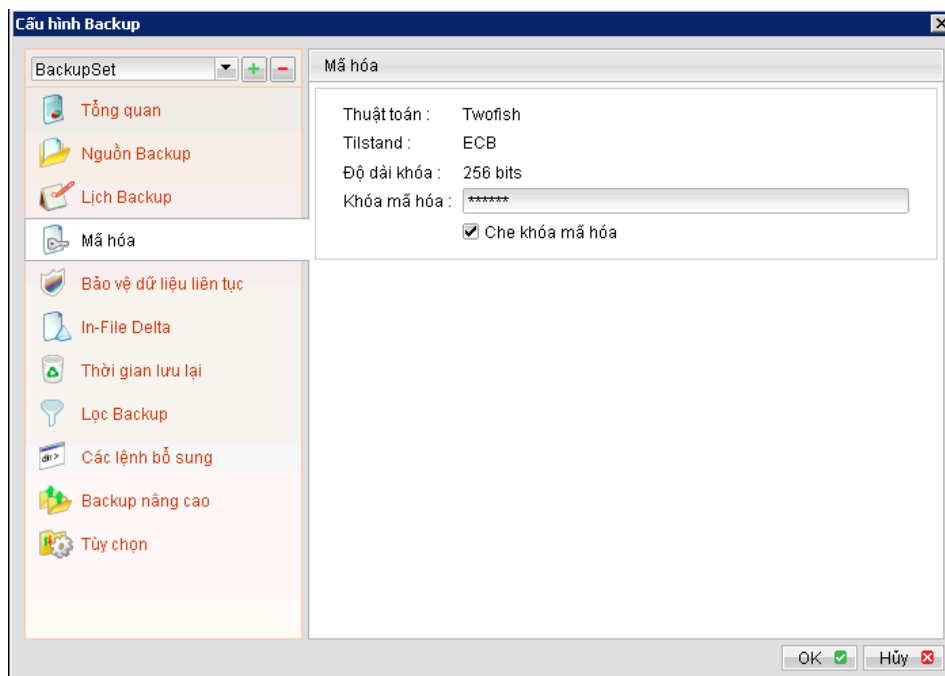 Cấu hình Backup
BackupSet
Tổng quan
Nguồn Backup
Lịch Backup
Mã hóa
Bảo vệ dữ liệu liên tục
In-File Delta
Thời gian lưu lại
Lọc Backup
dir>
Các lệnh bổ sung
Backup nâng cao
Tùy chọn
Mã hóa
Thuật toán : Twofish
Tilstand : ECB
Độ dài khóa : 256 bits
Khóa mã hóa : ******
Che khóa mã hóa
OK Hủy